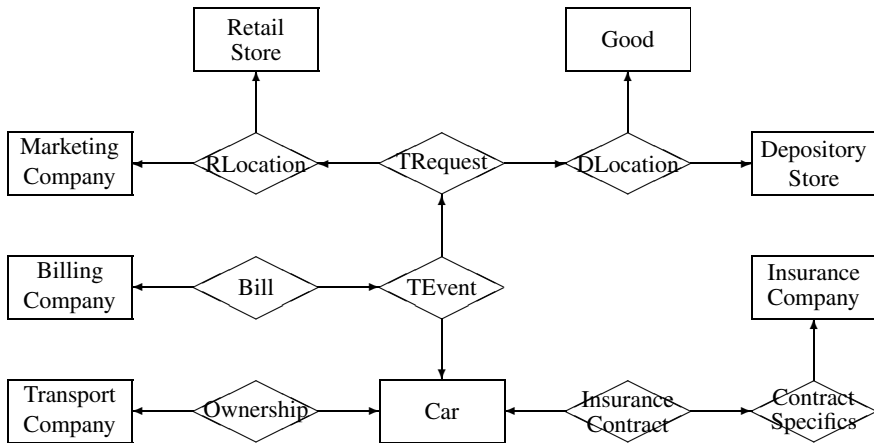 Retail
Store
Good
Marketing
Company
RLocation
TRequest
DLocation
Depository
Store
Billing
Company
Bill
TEvent
Insurance
Company
Transport
Company
Ownership
Car
Insurance
Contract
Contract
Specifics